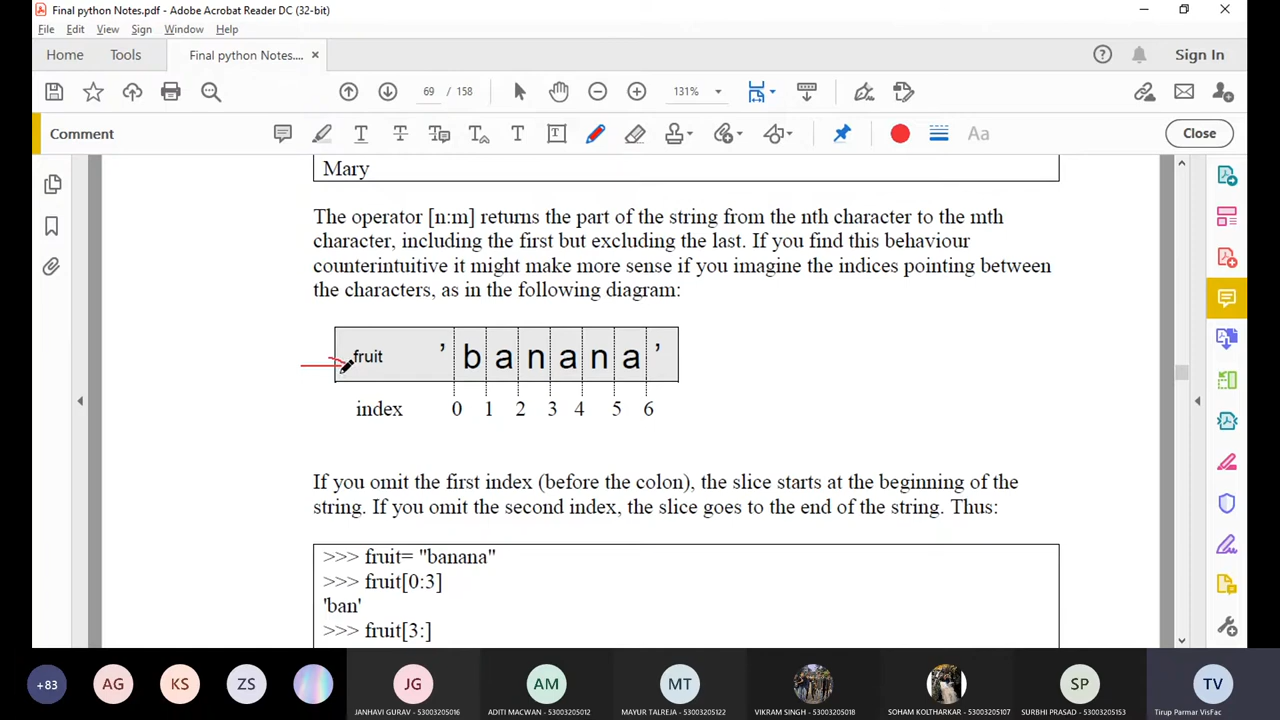 Final python Notes.pdf - Adobe Acrobat Reader DC (32-bit)
File Edit View Sign Window Help
Home Tools Final python Notes.... × Sign In
69 / 158 131%
Comment Aa Close
Mary
The operator [n:m] returns the part of the string from the nth character to the mth
character, including the first but excluding the last. If you find this behaviour
counterintuitive it might make more sense if you imagine the indices pointing between
the characters, as in the following diagram:
fruit ’ b a n a n a ’
index 0 1 2 3 4 5 6
If you omit the first index (before the colon), the slice starts at the beginning of the
string. If you omit the second index, the slice goes to the end of the string. Thus:
>>> fruit= "banana"
>>> fruit[0:3]
'ban'
>>> fruit[3:]
+83 AG KS ZS JG AM MT SP TV
JANHAVI GURAV - 53003205016 ADITI MACWAN - 53003205012 MAYUR TALREJA - 53003205122 VIKRAM SINGH - 53003205018 SOHAM KOLTHARKAR - 53003205107 SURBHI PRASAD - 53003205153 Tirup Parmar VisFac